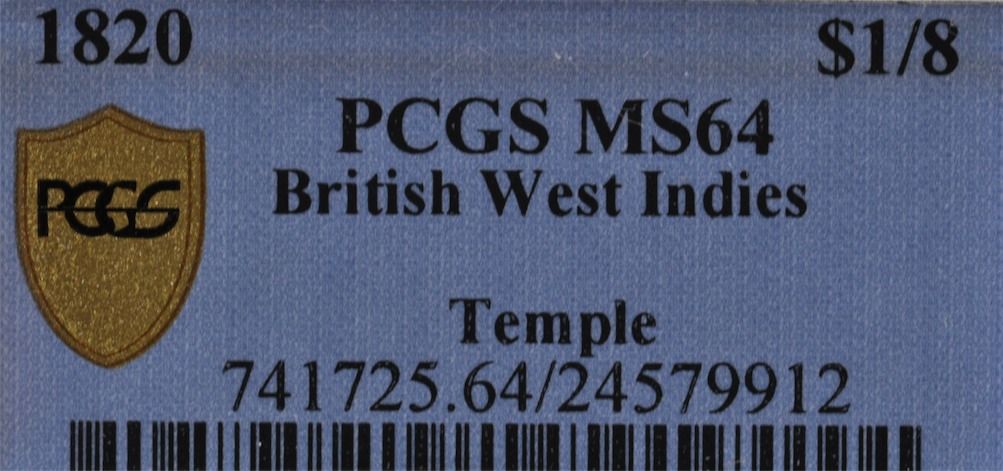 1820 $1/8
PCGS MS64
British West Indies
PCGS
Temple
741725.64/24579912